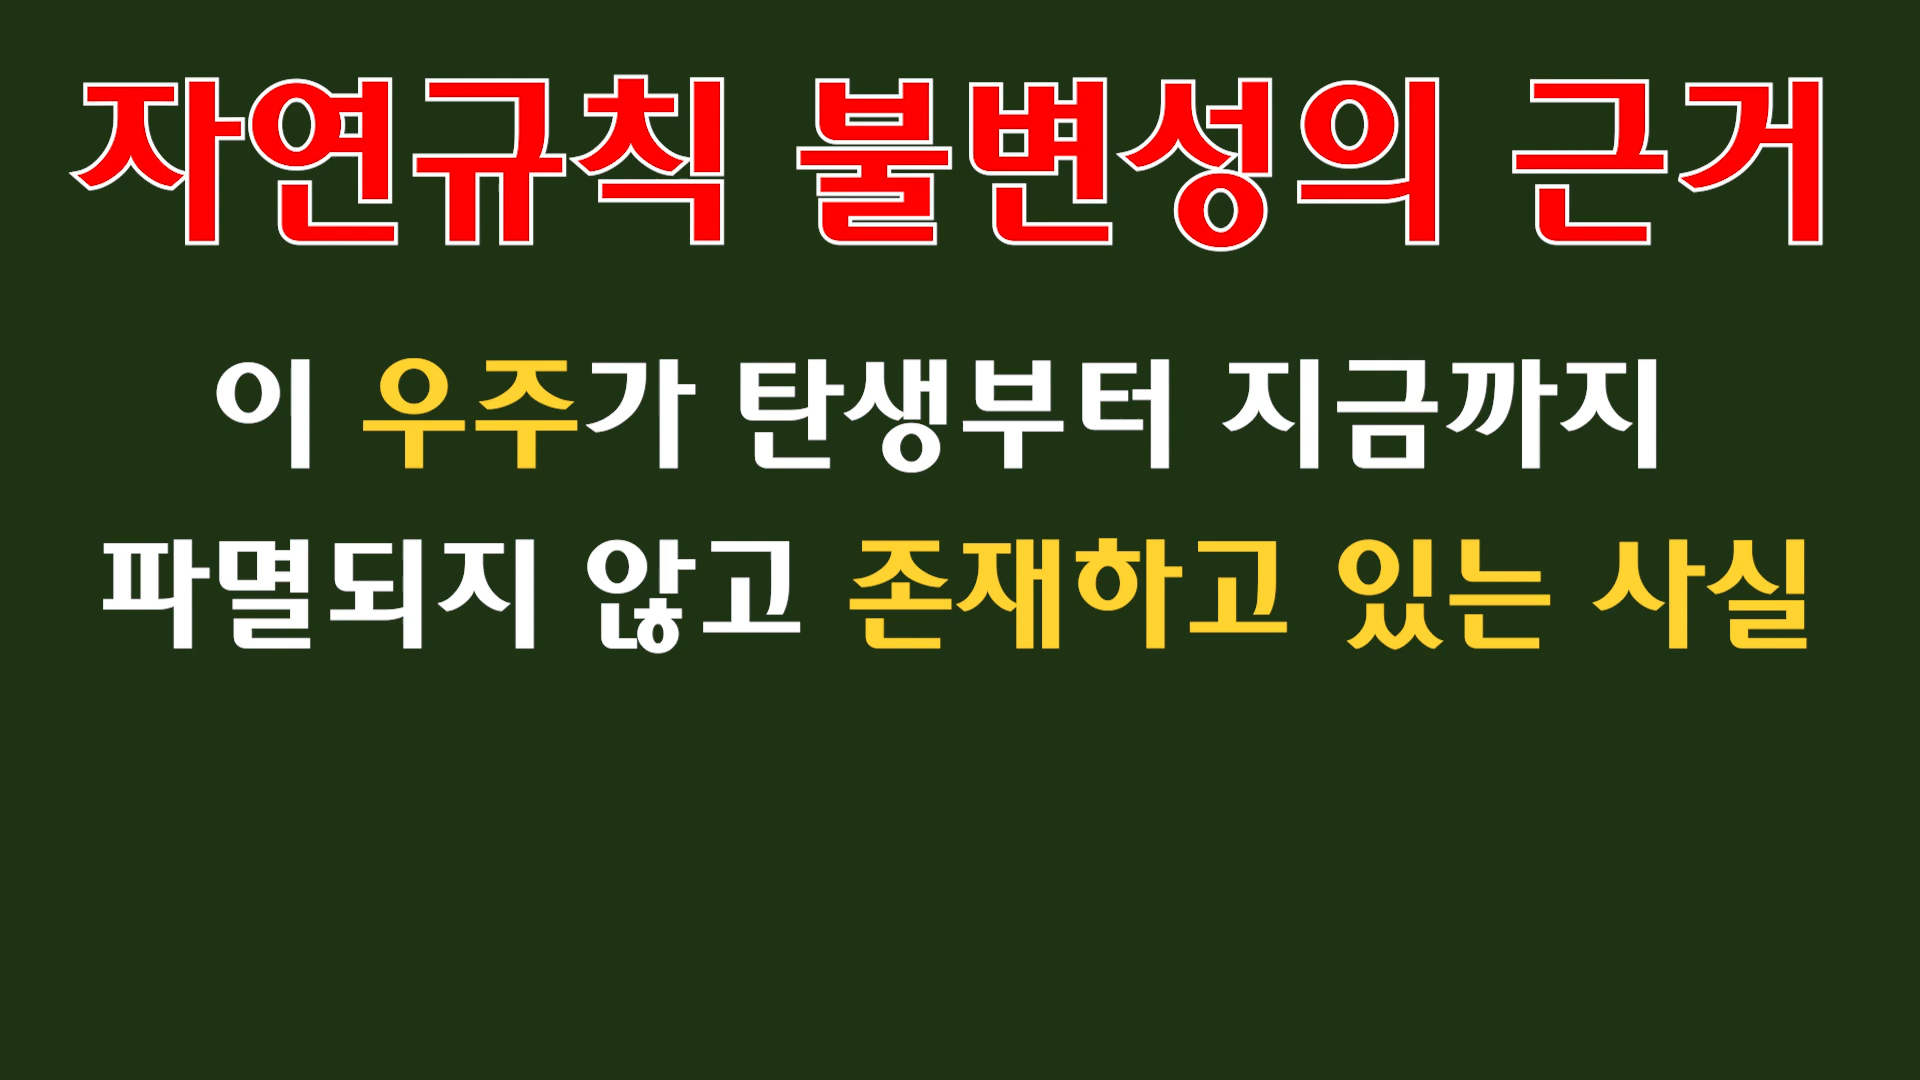 자연규칙 불변성의 근거
이 우주가 탄생부터 지금까지
파멸되지 않고 존재하고 있는 사실